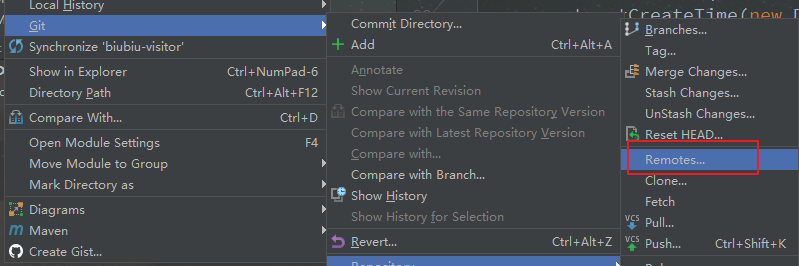 Local History
Git
Synchronize 'biubiu-visitor'
Show in Explorer Ctrl+NumPad-6
Directory Path Ctrl+Alt+F12
Compare With... Ctrl+D
Open Module Settings F4
Move Module to Group
Mark Directory as
Diagrams
Maven
Create Gist...
Commit Directory...
Add Ctrl+Alt+A
Annotate
Show Current Revision
Compare with the Same Repository Version
Compare with Latest Repository Version
Compare with...
Compare with Branch...
Show History
Show History for Selection
Revert... Ctrl+Alt+Z
Repository
CreateTime(new
Branches...
Tag...
Merge Changes...
Stash Changes...
UnStash Changes...
Reset HEAD...
Remotes...
Clone...
Fetch
VCS Pull...
VCS Push... Ctrl+Shift+K